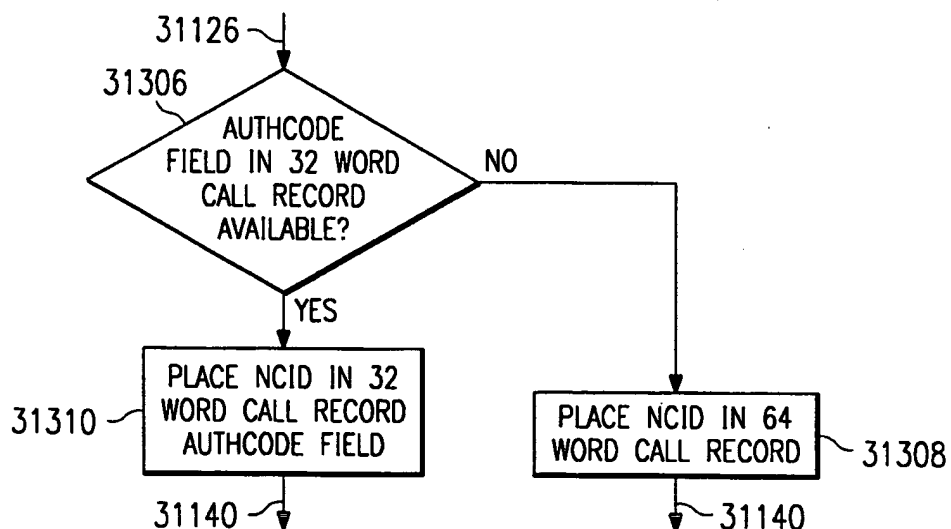 31126
31306
AUTHCODE
FIELD IN 32 WORD
CALL RECORD
AVAILABLE?
NO
YES
PLACE NCID IN 32
WORD CALL RECORD
AUTHCODE FIELD
31310
PLACE NCID IN 64
WORD CALL RECORD
31308
31140
31140